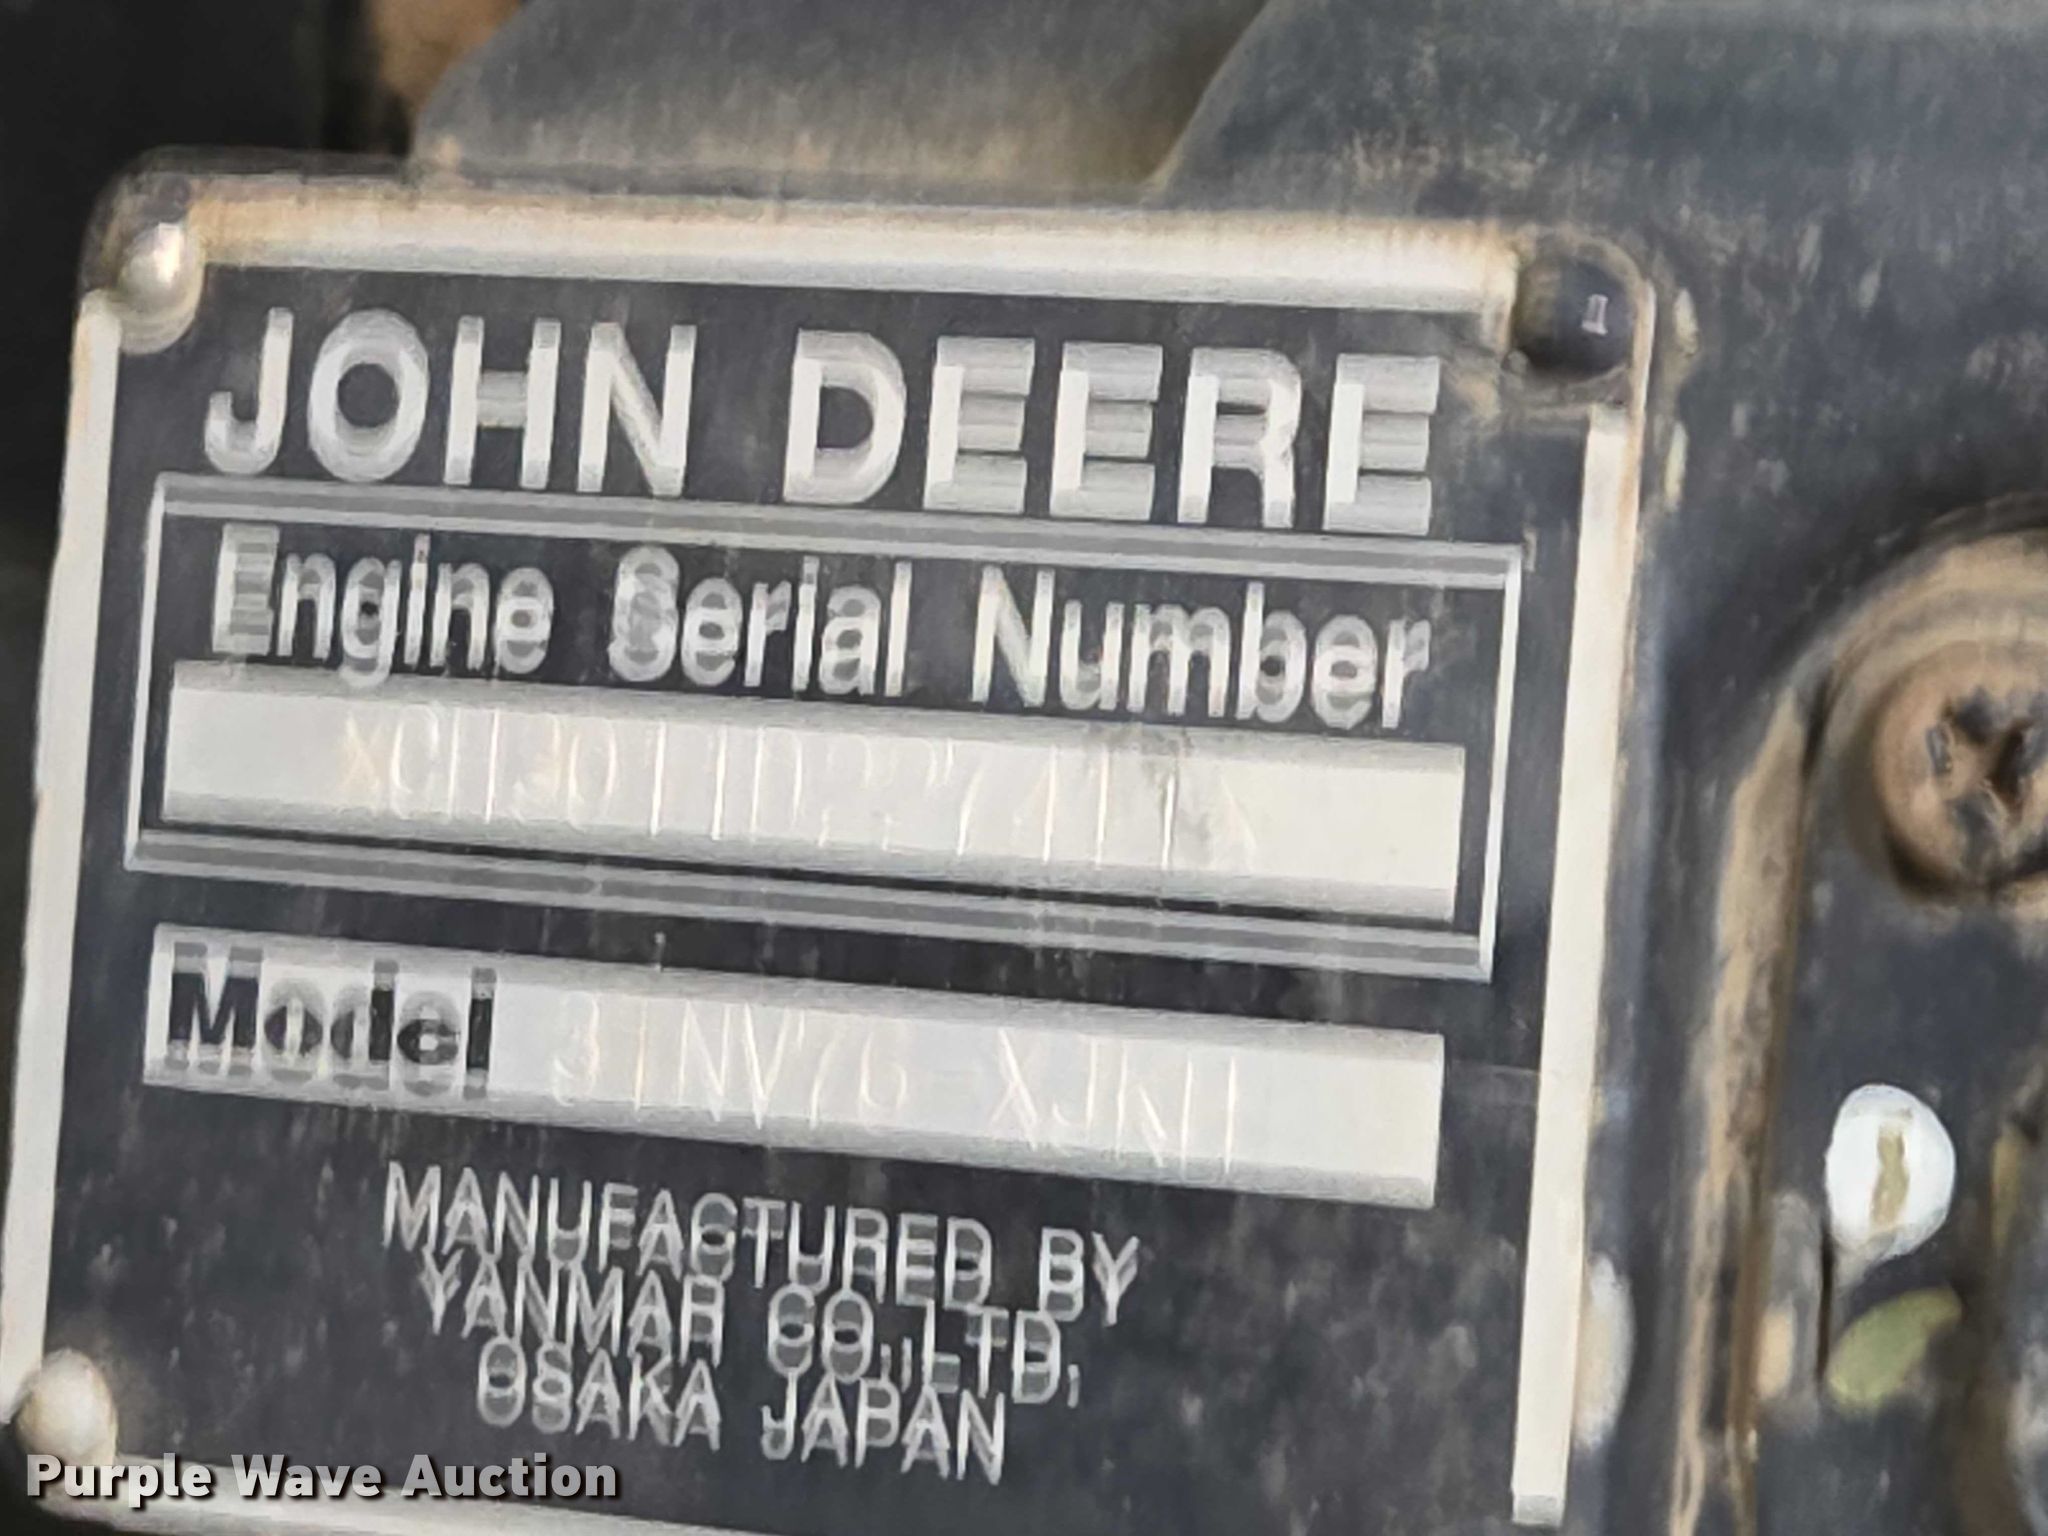 JOHN DEERE
Engine Serial Number
Model
MANUFACTURED BY
YANMAR CO.,LTD,
OSAKA JAPAN
Purple Wave Auction